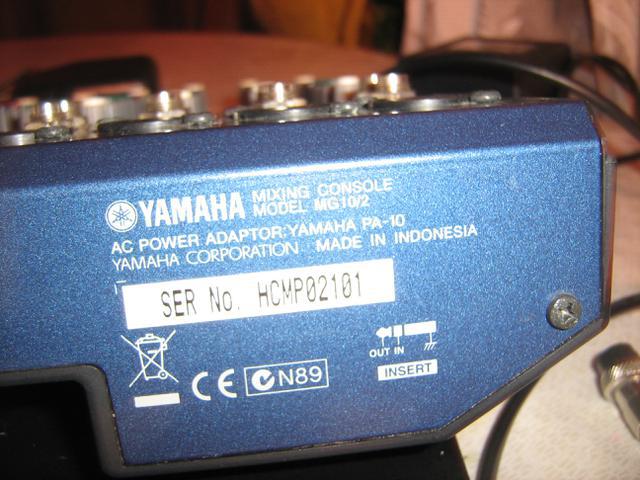 YAMAHA MIXING CONSOLE
MODEL MG10/2
AC POWER ADAPTOR:YAMAHA PA-10
YAMAHA CORPORATION MADE IN INDONESIA
SER No. HCMP02101
OUT IN
CE N89
INSERT